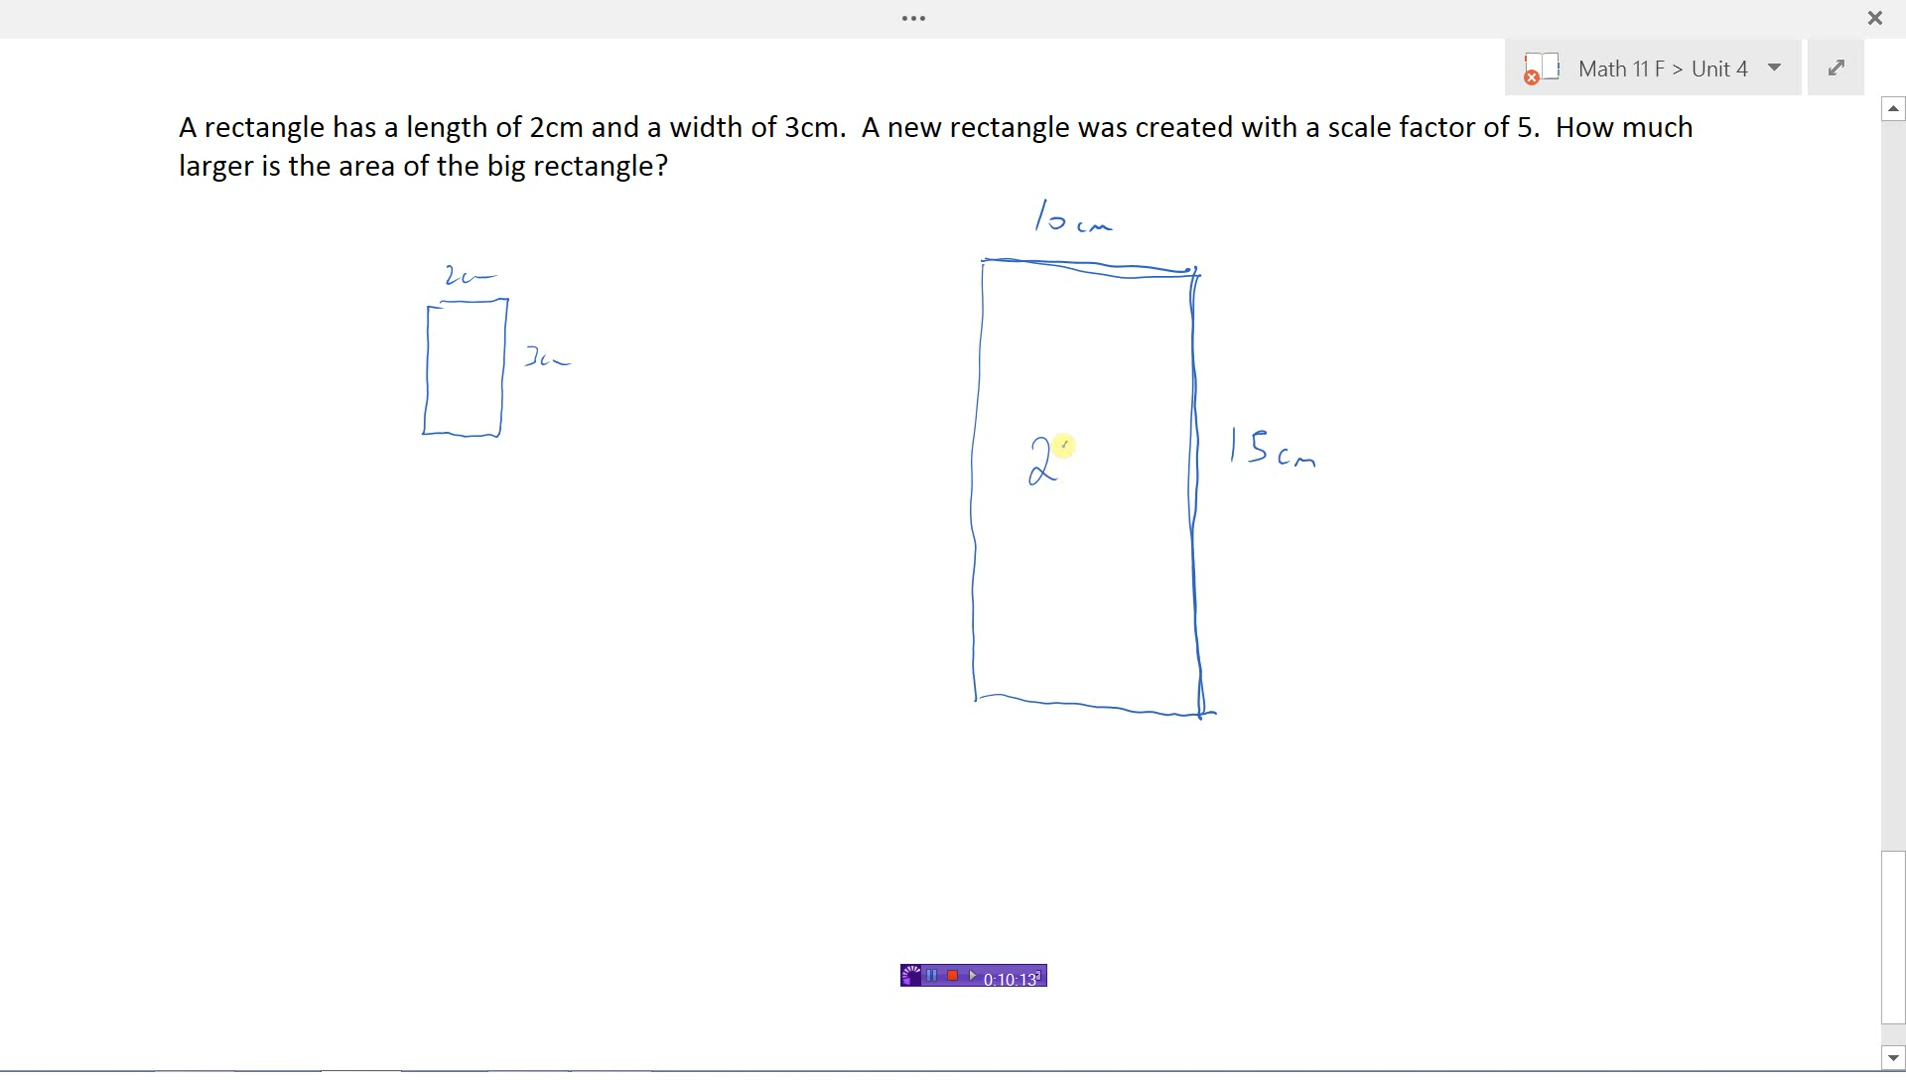 Math 11 F > Unit 4
A rectangle has a length of 2cm and a width of 3cm.  A new rectangle was created with a scale factor of 5.  How much
larger is the area of the big rectangle?
10 cm
2cm
3cm
15cm
2
0:10:13